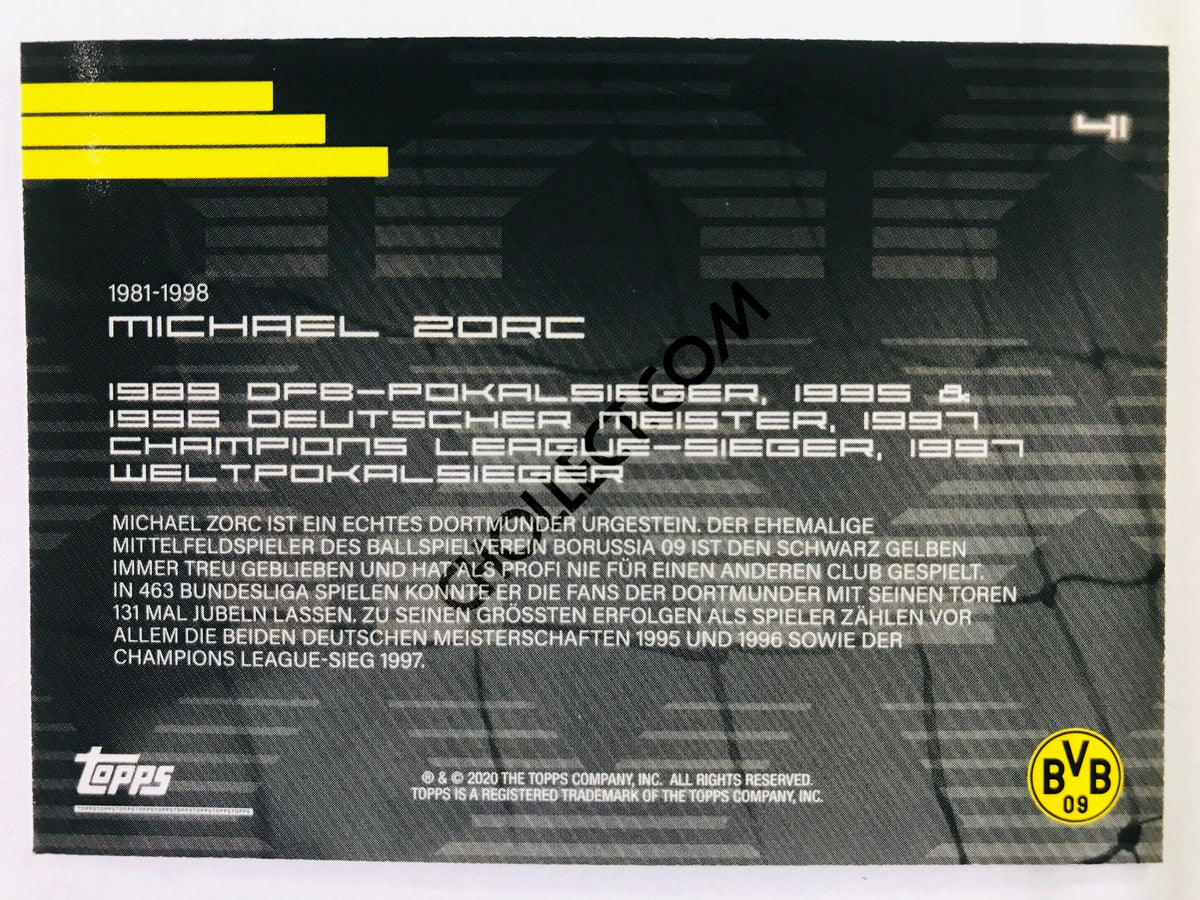 41
1981-1998
MICHAEL ZORC
1989 DFB-POKALSIEGER, 1995 &
1996 DEUTSCHER MEISTER, 1997
CHAMPIONS LEAGUE-SIEGER, 1997
WELTPOKALSIEGER
MICHAEL ZORC IST EIN ECHTES DORTMUNDER URGESTEIN. DER EHEMALIGE
MITTELFELDSPIELER DES BALLSPIELVEREIN BORUSSIA 09 IST DEN SCHWARZ GELBEN
IMMER TREU GEBLIEBEN UND HAT ALS PROFI NIE FÜR EINEN ANDEREN CLUB GESPIELT.
IN 463 BUNDESLIGA SPIELEN KONNTE ER DIE FANS DER DORTMUNDER MIT SEINEN TOREN
131 MAL JUBELN LASSEN. ZU SEINEN GRÖSSTEN ERFOLGEN ALS SPIELER ZÄHLEN VOR
ALLEM DIE BEIDEN DEUTSCHEN MEISTERSCHAFTEN 1995 UND 1996 SOWIE DER
CHAMPIONS LEAGUE-SIEG 1997.
CHOLLECT.COM
TOPPS
TOPPSTOPPSTOPPSTOPPSTOPPSTOPPSTOPPSTOPPS
® & © 2020 THE TOPPS COMPANY, INC. ALL RIGHTS RESERVED.
TOPPS IS A REGISTERED TRADEMARK OF THE TOPPS COMPANY, INC.
BVB
09